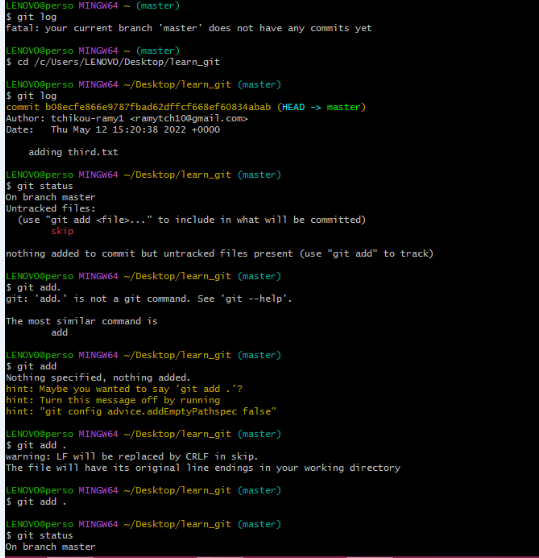 LENOVO@perso MINGW64 ~ (master)
$ git log
fatal: your current branch 'master' does not have any commits yet
LENOVO@perso MINGW64 ~ (master)
$ cd /c/Users/LENOVO/Desktop/learn_git
LENOVO@perso MINGW64 ~/Desktop/learn_git (master)
$ git log
commit b08ecfe866e9787fbad62dffcf668ef60834abab (HEAD -> master)
Author: tchikou-ramy1 <ramytch10@gmail.com>
Date:   Thu May 12 15:20:38 2022 +0000
    adding third.txt
LENOVO@perso MINGW64 ~/Desktop/learn_git (master)
$ git status
On branch master
Untracked files:
  (use "git add <file>..." to include in what will be committed)
        skip
nothing added to commit but untracked files present (use "git add" to track)
LENOVO@perso MINGW64 ~/Desktop/learn_git (master)
$ git add.
git: 'add.' is not a git command. See 'git --help'.
The most similar command is
        add
LENOVO@perso MINGW64 ~/Desktop/learn_git (master)
$ git add
Nothing specified, nothing added.
hint: Maybe you wanted to say 'git add .'?
hint: Turn this message off by running
hint: "git config advice.addEmptyPathspec false"
LENOVO@perso MINGW64 ~/Desktop/learn_git (master)
$ git add .
warning: LF will be replaced by CRLF in skip.
The file will have its original line endings in your working directory
LENOVO@perso MINGW64 ~/Desktop/learn_git (master)
$ git add .
LENOVO@perso MINGW64 ~/Desktop/learn_git (master)
$ git status
On branch master